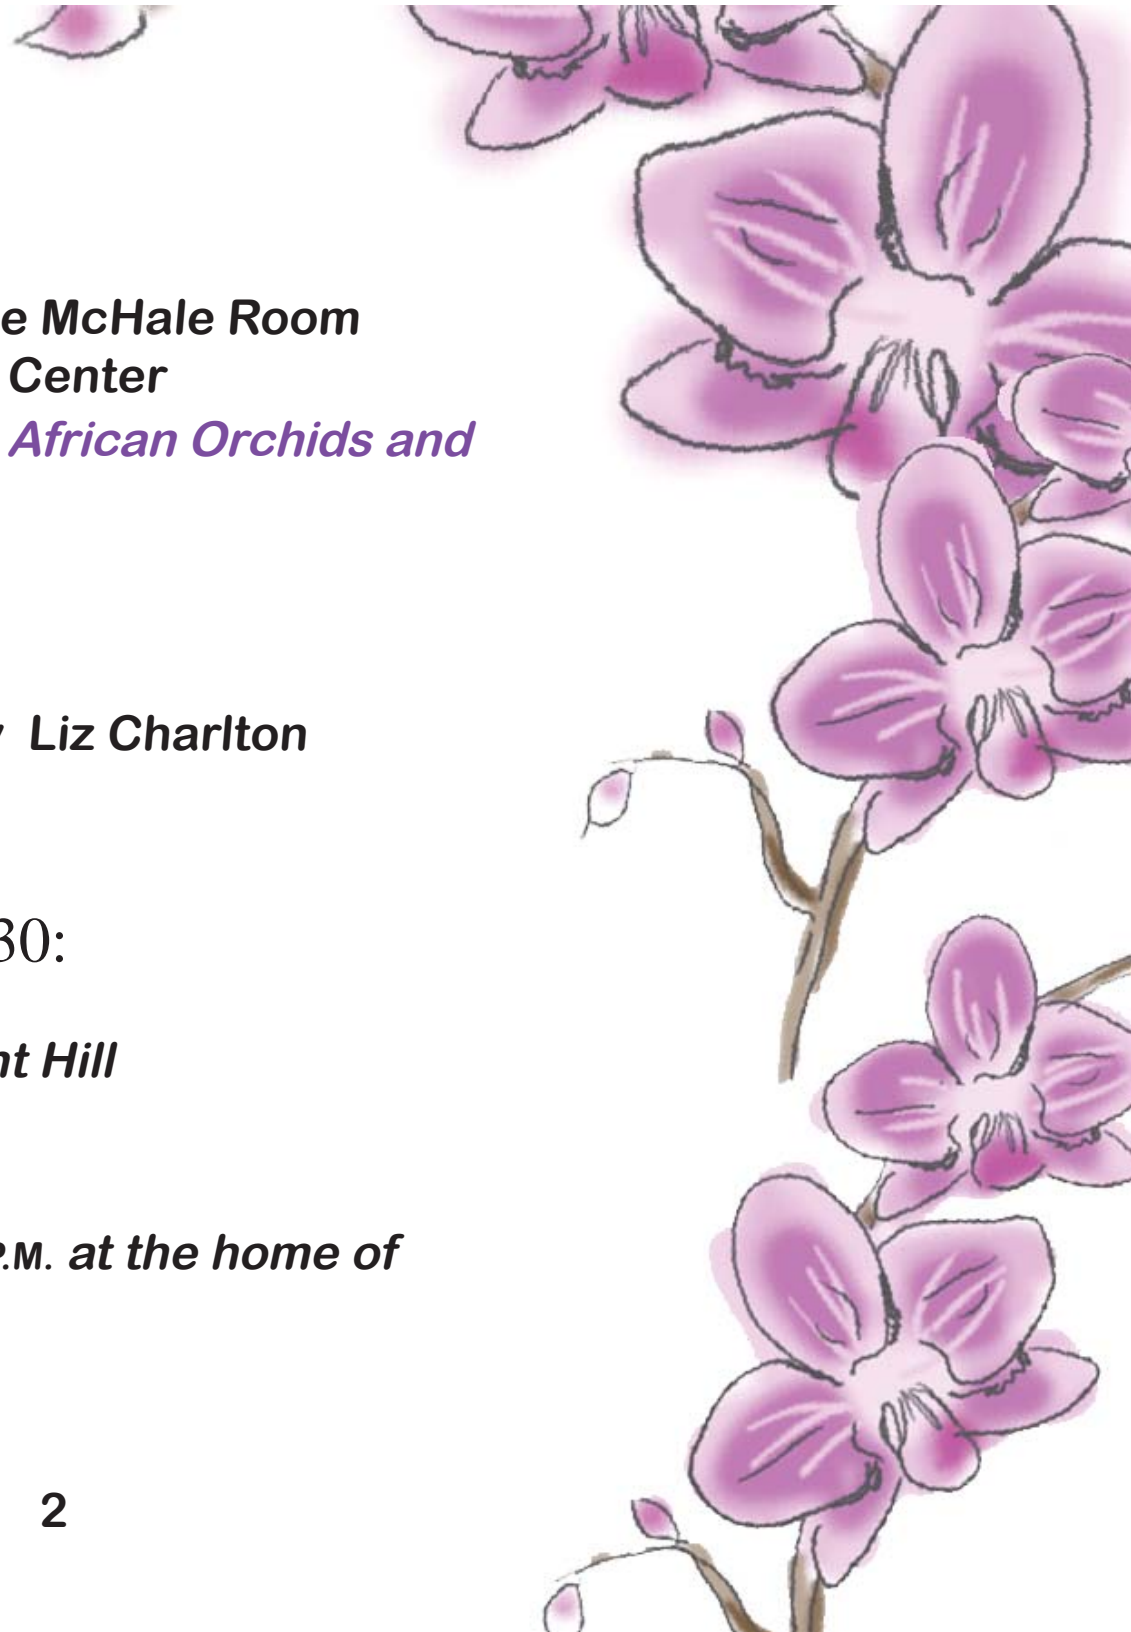 e McHale Room
Center
African Orchids and
Liz Charlton
30:
nt Hill
P.M. at the home of
2